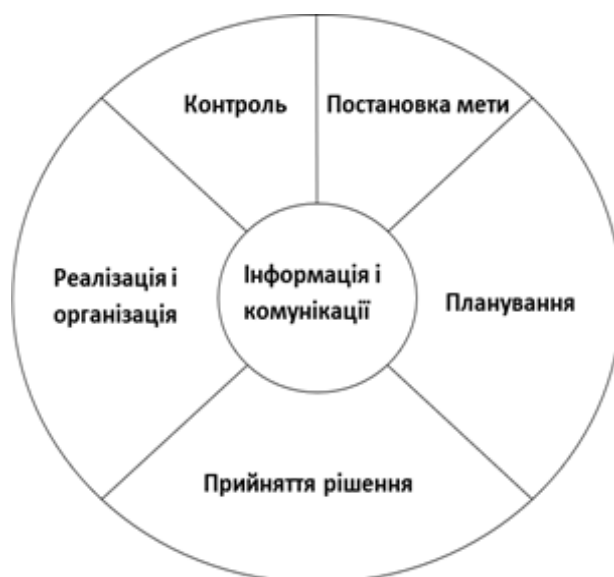 Контроль
Постановка мети
Реалізація і
організація
Інформація і
комунікації
Планування
Прийняття рішення